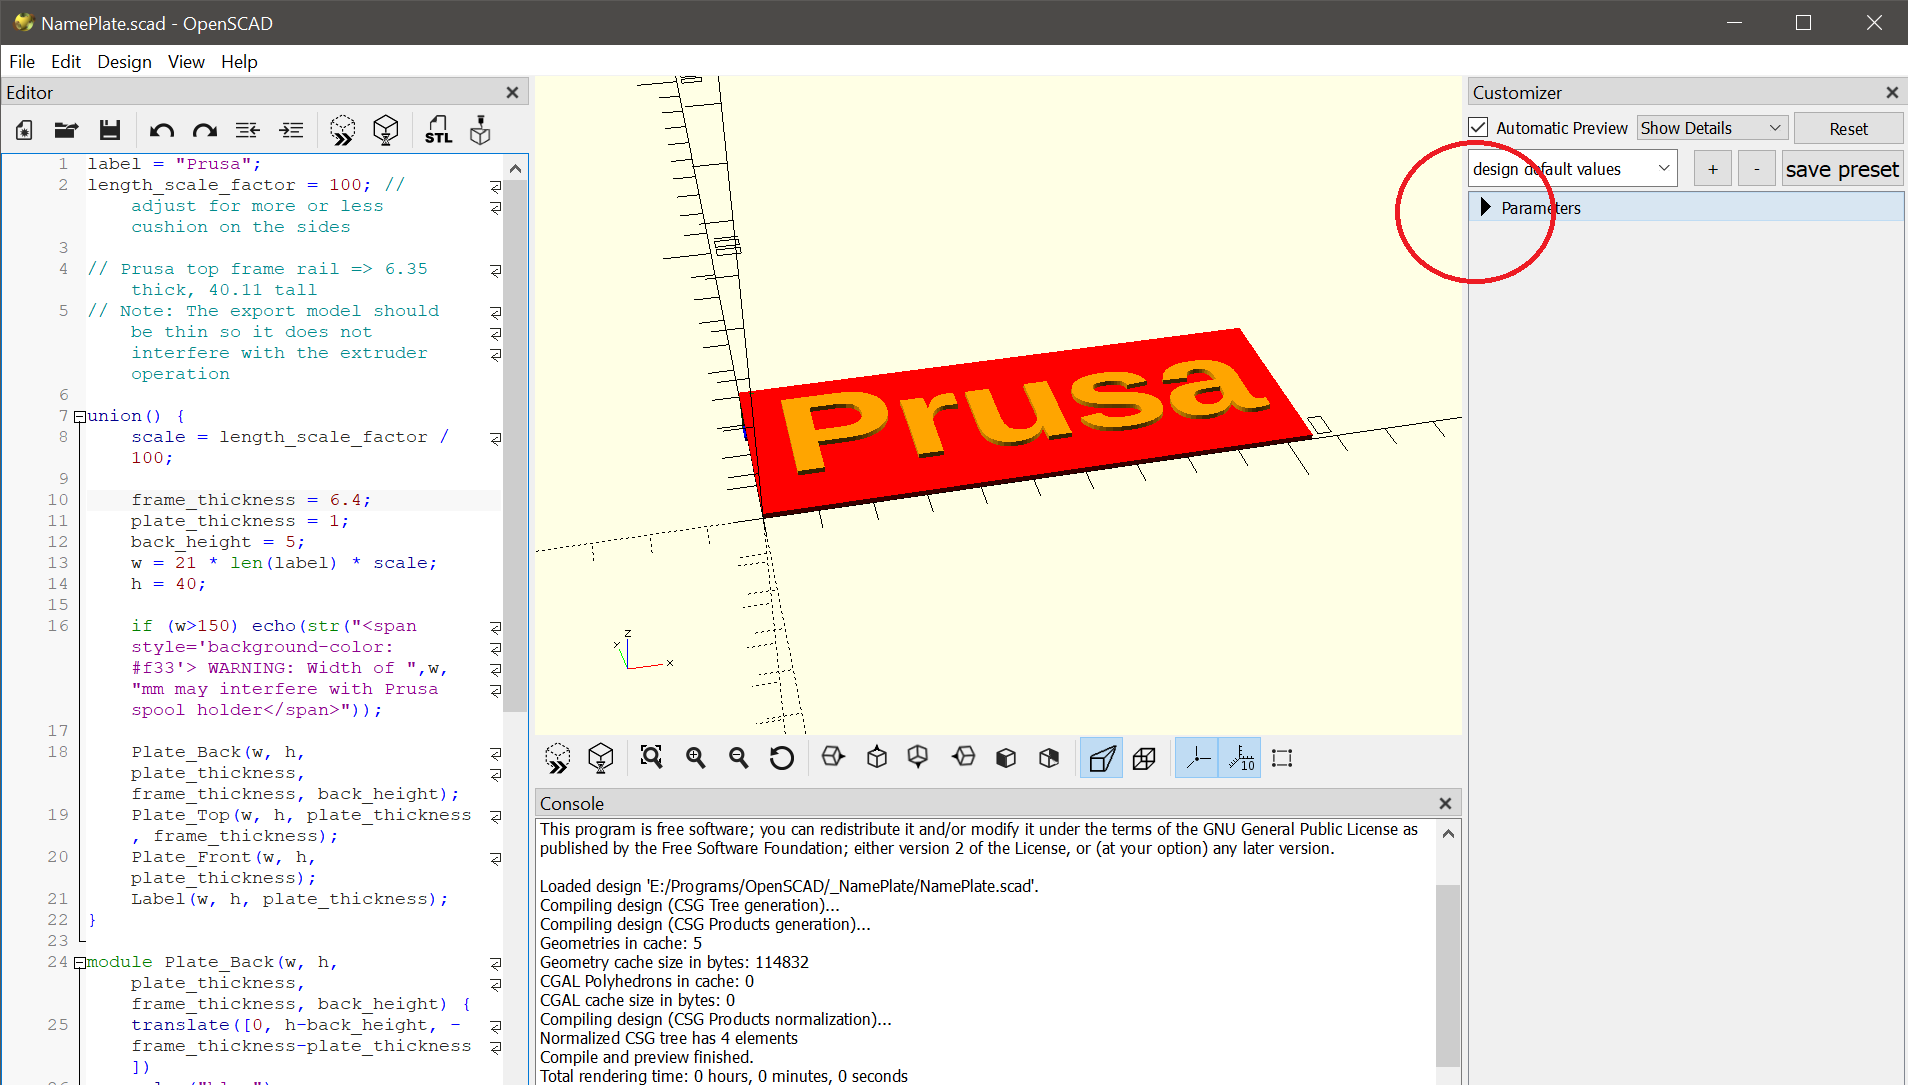 NamePlate.scad - OpenSCAD
File Edit Design View Help
Editor
STL
1 label = "Prusa";
2 length_scale_factor = 100; //
adjust for more or less
cushion on the sides
3
4 // Prusa top frame rail => 6.35
thick, 40.11 tall
5 // Note: The export model should
be thin so it does not
interfere with the extruder
operation
6
7 union() {
8 scale = length_scale_factor /
100;
9
10 frame_thickness = 6.4;
11 plate_thickness = 1;
12 back_height = 5;
13 w = 21 * len(label) * scale;
14 h = 40;
15
16 if (w>150) echo(str("<span
style='background-color:
#f33'> WARNING: Width of ",w,
"mm may interfere with Prusa
spool holder</span>"));
17
18 Plate_Back(w, h,
plate_thickness,
frame_thickness, back_height);
19 Plate_Top(w, h, plate_thickness
, frame_thickness);
20 Plate_Front(w, h,
plate_thickness);
21 Label(w, h, plate_thickness);
22 }
23
24 module Plate_Back(w, h,
plate_thickness,
frame_thickness, back_height) {
25 translate([0, h-back_height, -
frame_thickness-plate_thickness
])
Prusa
z
y
x
10
Console
This program is free software; you can redistribute it and/or modify it under the terms of the GNU General Public License as
published by the Free Software Foundation; either version 2 of the License, or (at your option) any later version.
Loaded design 'E:/Programs/OpenSCAD/_NamePlate/NamePlate.scad'.
Compiling design (CSG Tree generation)...
Compiling design (CSG Products generation)...
Geometries in cache: 5
Geometry cache size in bytes: 114832
CGAL Polyhedrons in cache: 0
CGAL cache size in bytes: 0
Compiling design (CSG Products normalization)...
Normalized CSG tree has 4 elements
Compile and preview finished.
Total rendering time: 0 hours, 0 minutes, 0 seconds
Customizer
Automatic Preview Show Details Reset
design default values + - save preset
Parameters